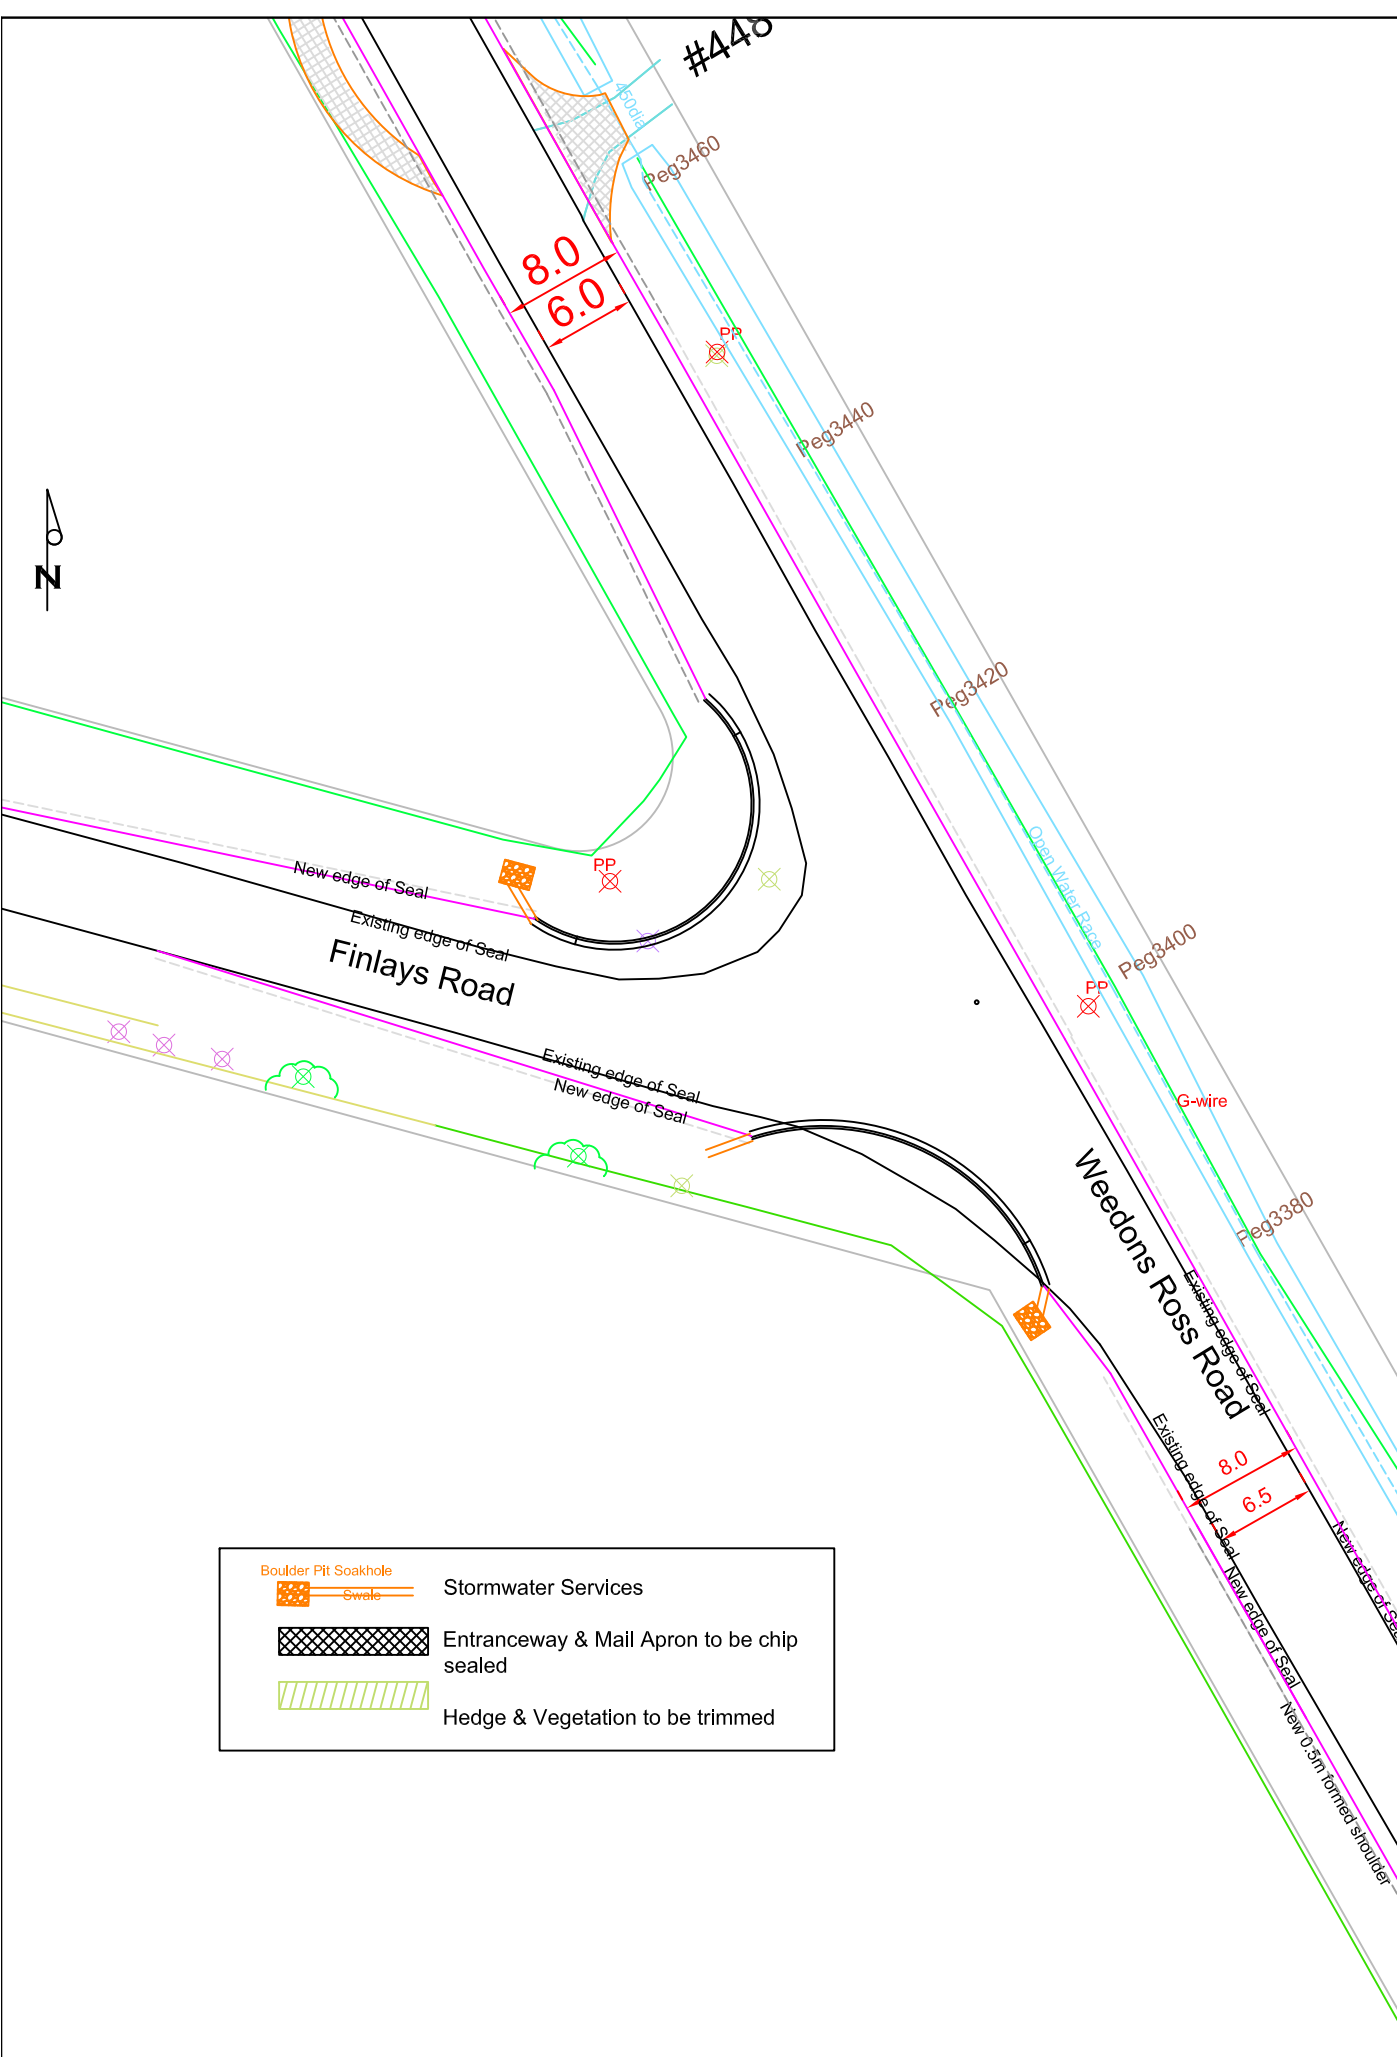 #448
450dia
Peg3460
8.0
6.0
PP
Peg3440
N
Peg3420
Open Water Race
PP
New edge of Seal
Existing edge of Seal
Finlays Road
Peg3400
PP
Existing edge of Seal
New edge of Seal
G-wire
Peg3380
Weedons Ross Road
Existing edge of Seal
8.0
6.5
Existing edge of Seal
New edge of Seal
New edge of Seal
New 0.5m formed shoulder
Boulder Pit Soakhole
Swale
Stormwater Services
Entranceway & Mail Apron to be chip
sealed
Hedge & Vegetation to be trimmed